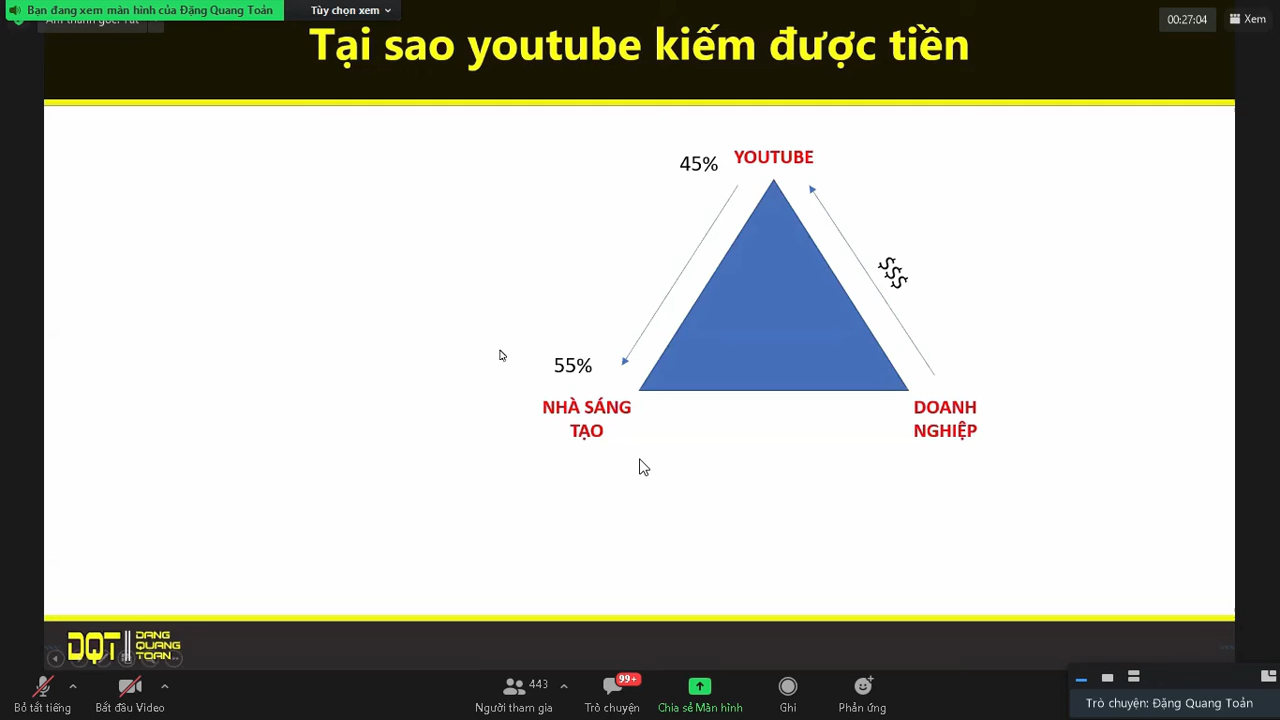 Bạn đang xem màn hình của Đặng Quang Toản
Tùy chọn xem
00:27:04
Xem
Tại sao youtube kiếm được tiền
45%
YOUTUBE
$$$
55%
NHÀ SÁNG
TẠO
DOANH
NGHIỆP
DQT
DANG
QUANG
TOAN
Bỏ tắt tiếng
Bắt đầu Video
443
Người tham gia
99+
Trò chuyện
Chia sẻ Màn hình
Ghi
Phản ứng
Trò chuyện: Đặng Quang Toản